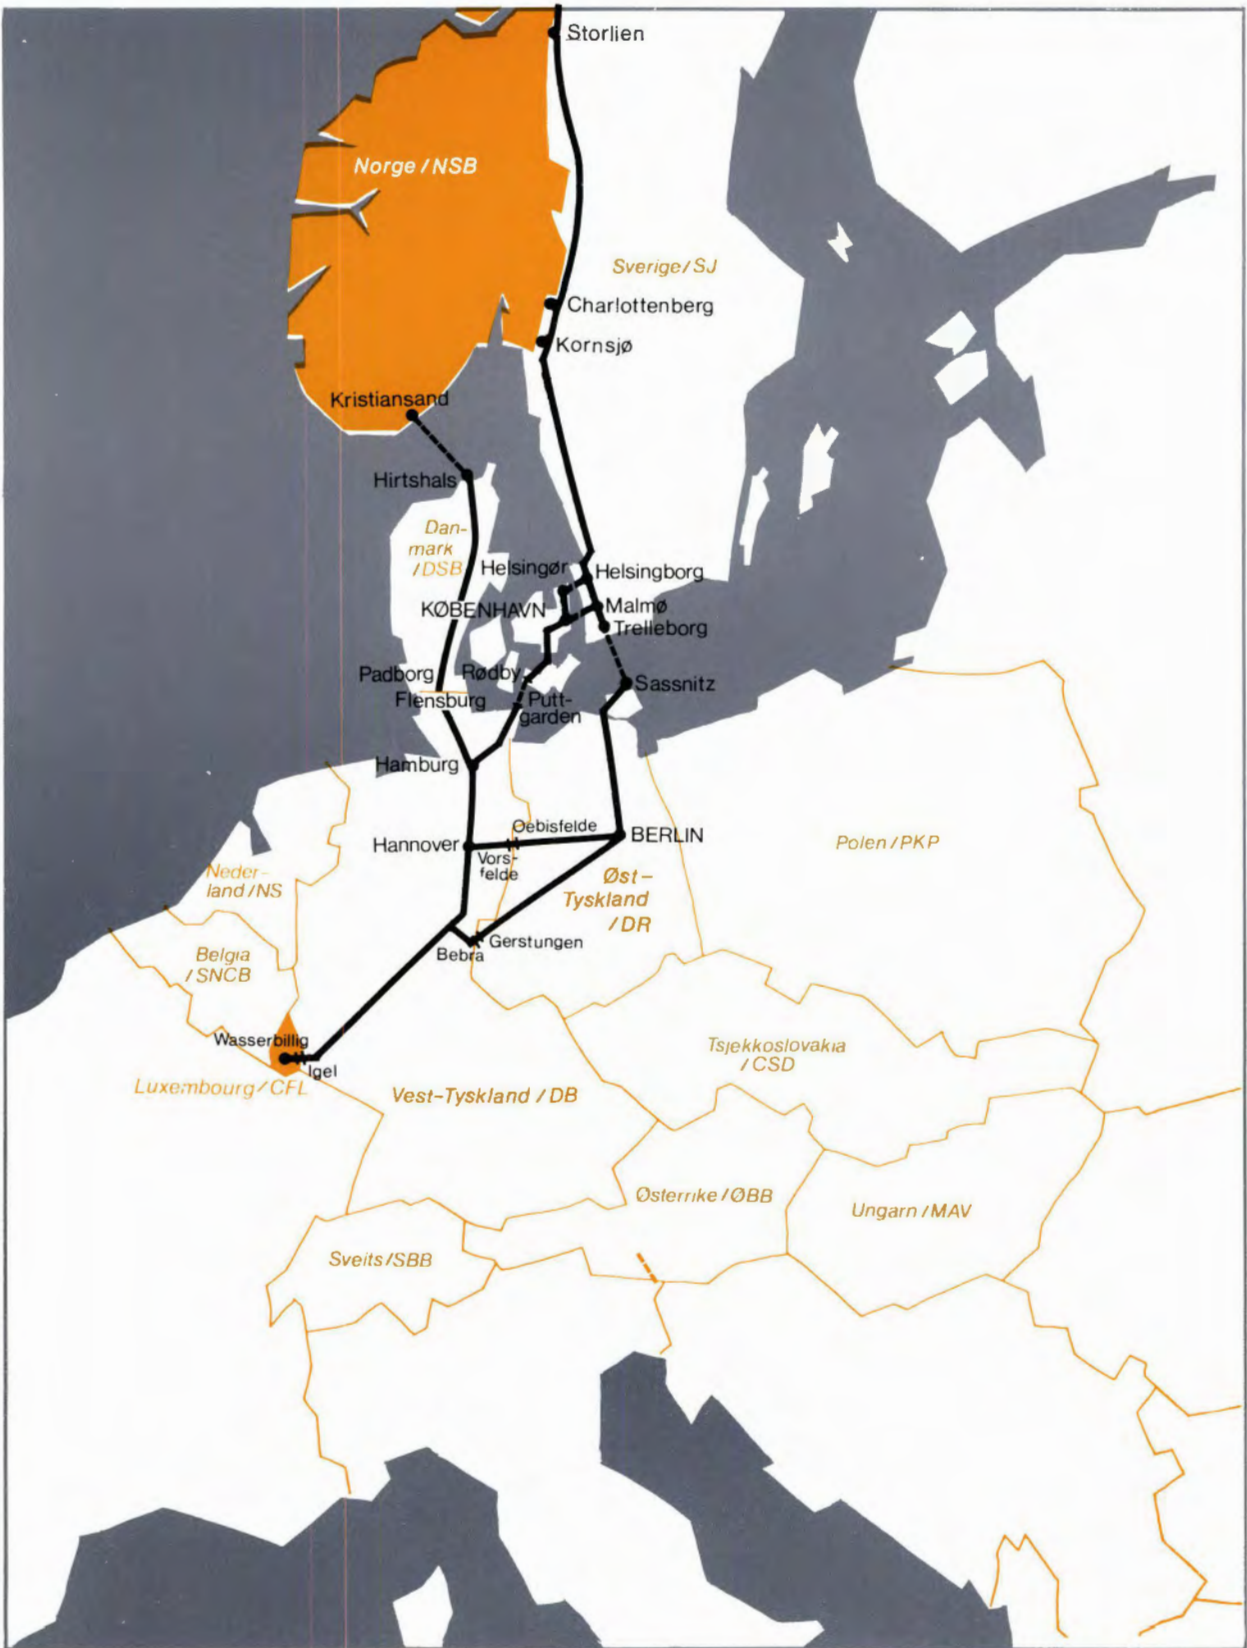 Storlien
Norge / NSB
Sverige / SJ
Charlottenberg
Kornsjø
Kristiansand
Hirtshals
Dan-
mark
/DSB
Helsingør
Helsingborg
KØBENHAVN
Malmø
Trelleborg
Padborg
Rødby
Sassnitz
Flensburg
Putt-
garden
Hamburg
Oebisfelde
BERLIN
Hannover
Vors-
felde
Polen / PKP
Neder-
land / NS
Øst-
Tyskland
/ DR
Gerstungen
Bebra
Belgia
/ SNCB
Wasserbillig
Igel
Luxembourg / CFL
Tsjekkoslovakia
/ CSD
Vest-Tyskland / DB
Østerrike / ØBB
Ungarn / MAV
Sveits / SBB